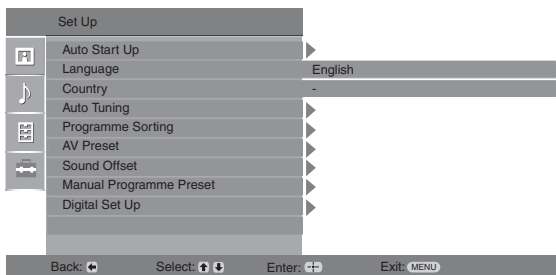 Set Up
Auto Start Up
Language English
Country -
Auto Tuning
Programme Sorting
AV Preset
Sound Offset
Manual Programme Preset
Digital Set Up
Back: Select: Enter: Exit: MENU